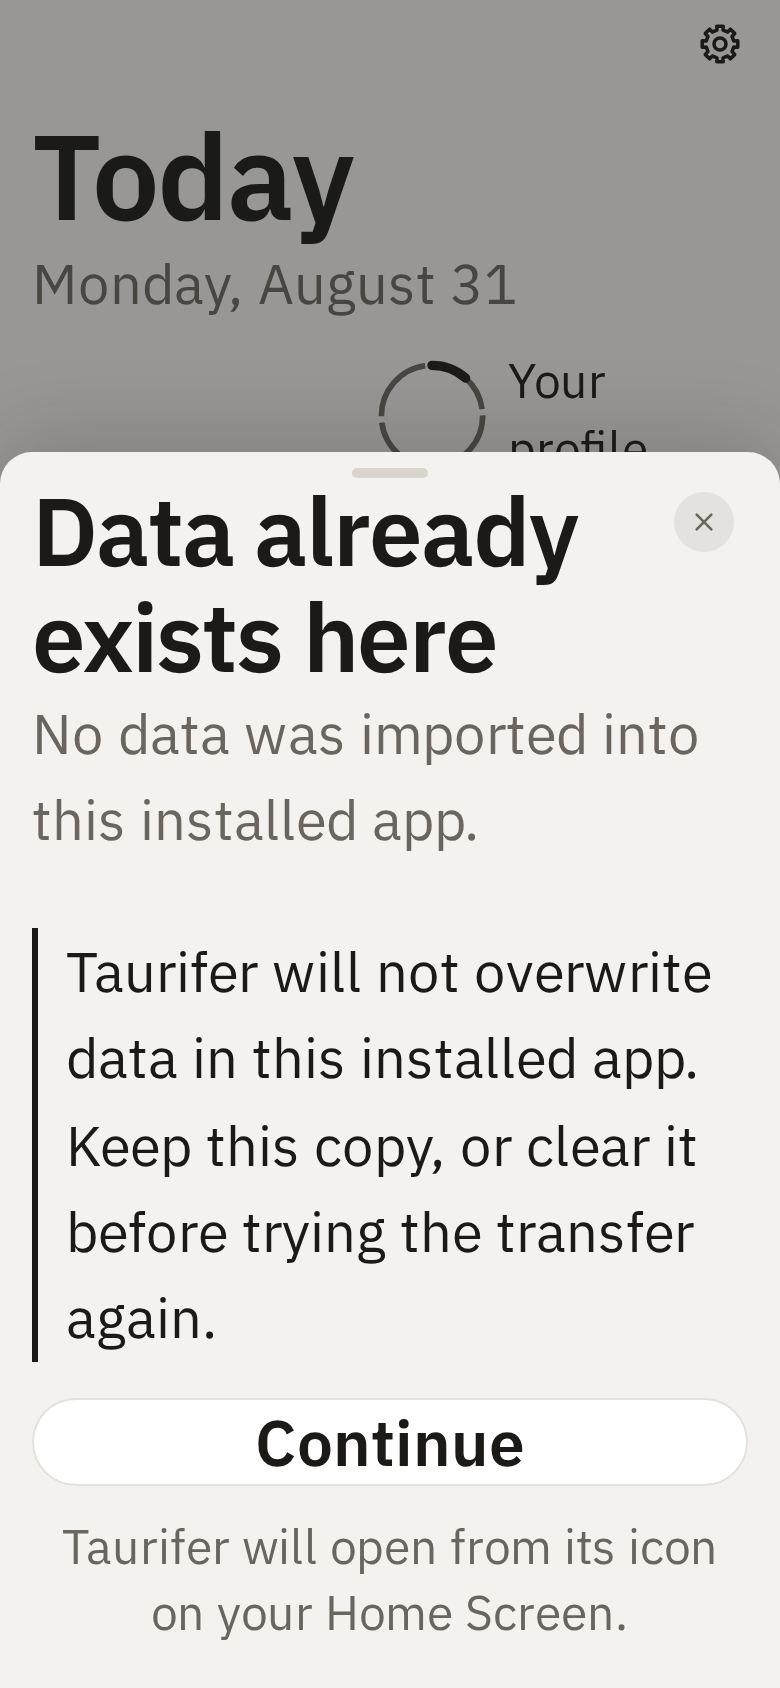 Today
Monday, August 31
Your
profile
Data already
exists here
No data was imported into
this installed app.
Taurifer will not overwrite
data in this installed app.
Keep this copy, or clear it
before trying the transfer
again.
Continue
Taurifer will open from its icon
on your Home Screen.